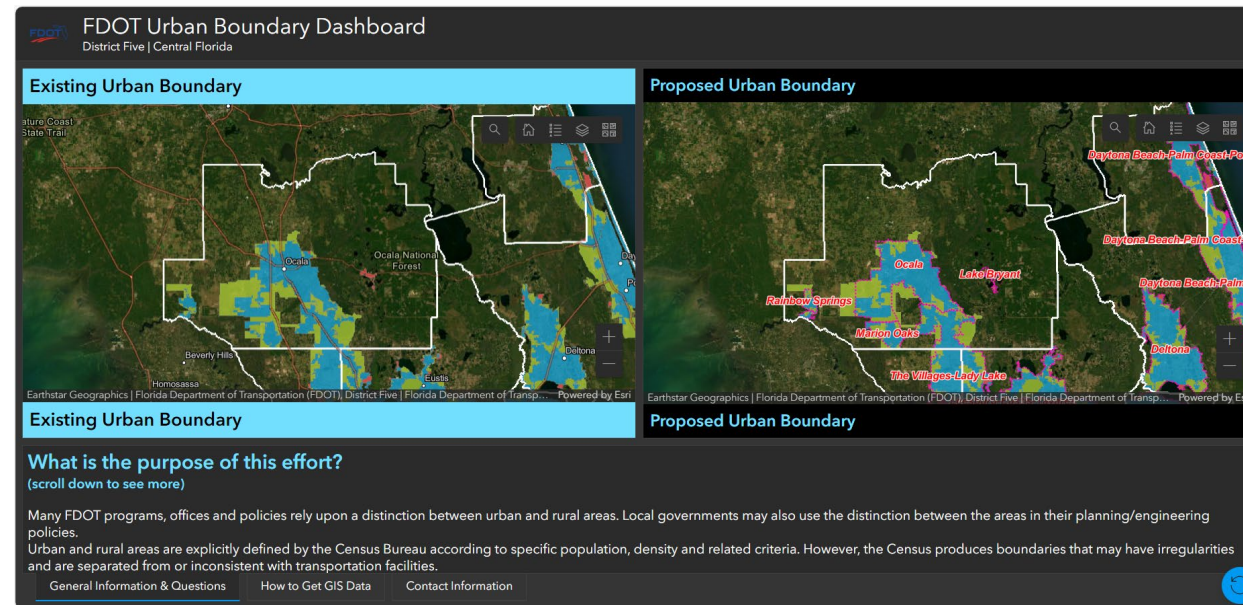 FDOT
FDOT Urban Boundary Dashboard
District Five | Central Florida
Existing Urban Boundary
ature Coast
State Trail
Ocala
Ocala National
Forest
Da
P
Beverly Hills
Deltona
Homosassa
Eustis
Earthstar Geographics | Florida Department of Transportation (FDOT), District Five | Florida Department of Transp... Powered by Esri
Existing Urban Boundary
Proposed Urban Boundary
Daytona Beach-Palm Coast-Po
Daytona Beach-Palm Coast-
Ocala
Lake Bryant
Daytona Beach-Palm
Rainbow Springs
Marion Oaks
Deltona
The Villages-Lady Lake
Earthstar Geographics | Florida Department of Transportation (FDOT), District Five | Florida Department of Transp... Powered by Es
Proposed Urban Boundary
What is the purpose of this effort?
(scroll down to see more)
Many FDOT programs, offices and policies rely upon a distinction between urban and rural areas. Local governments may also use the distinction between the areas in their planning/engineering
policies.
Urban and rural areas are explicitly defined by the Census Bureau according to specific population, density and related criteria. However, the Census produces boundaries that may have irregularities
and are separated from or inconsistent with transportation facilities.
General Information & Questions
How to Get GIS Data
Contact Information